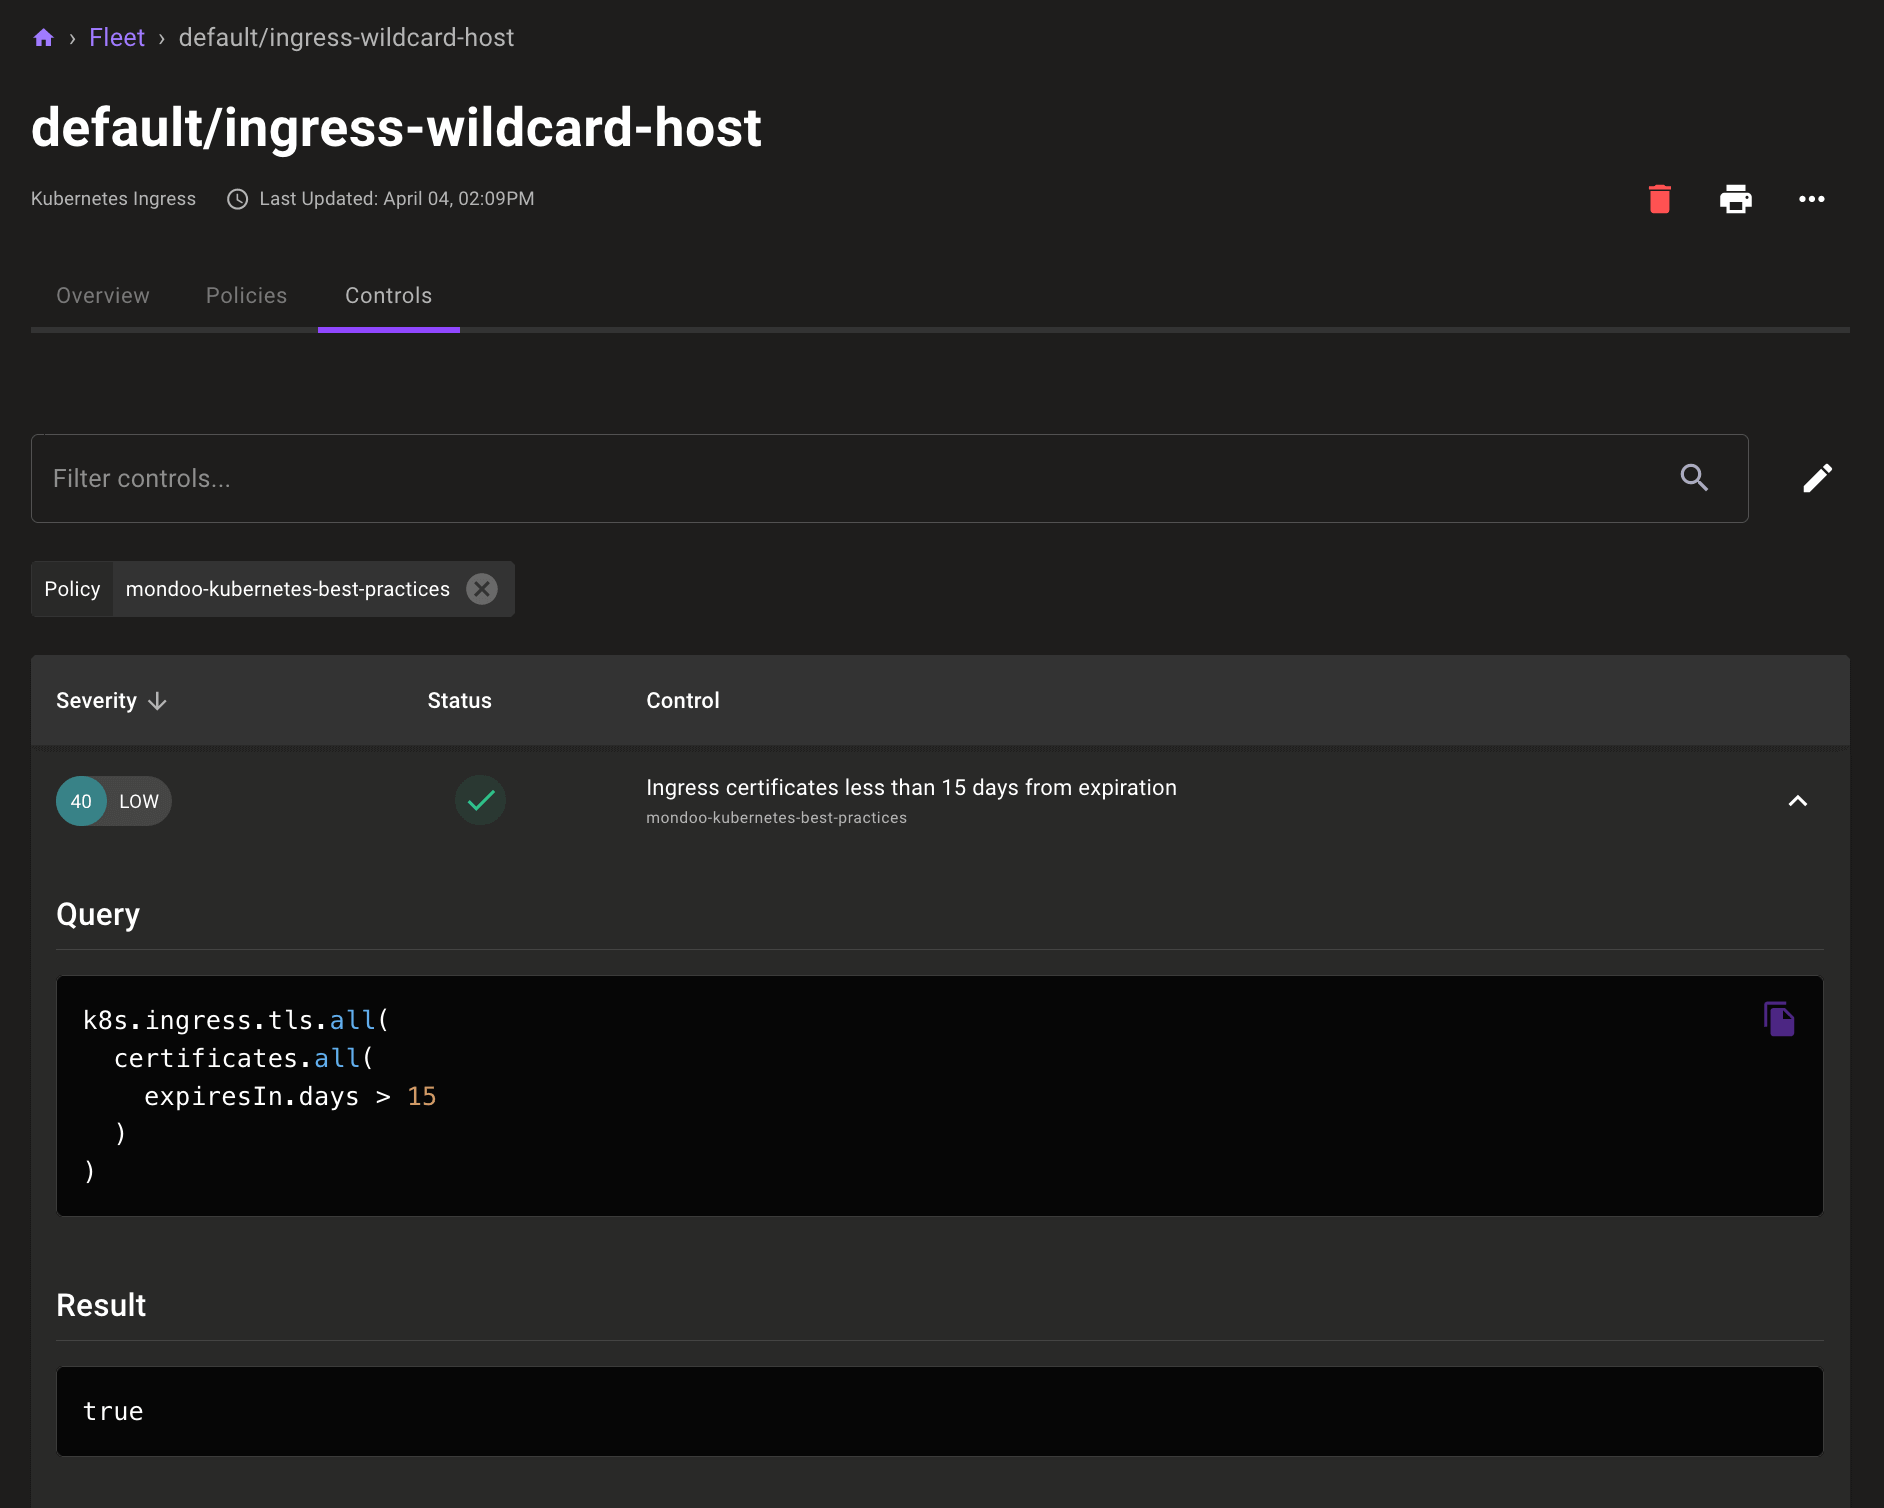 › Fleet › default/ingress-wildcard-host
default/ingress-wildcard-host
Kubernetes Ingress Last Updated: April 04, 02:09PM
Overview Policies Controls
Filter controls...
Policy mondoo-kubernetes-best-practices
Severity Status Control
40 LOW Ingress certificates less than 15 days from expiration
mondoo-kubernetes-best-practices
Query
k8s.ingress.tls.all(
  certificates.all(
    expiresIn.days > 15
  )
)
Result
true